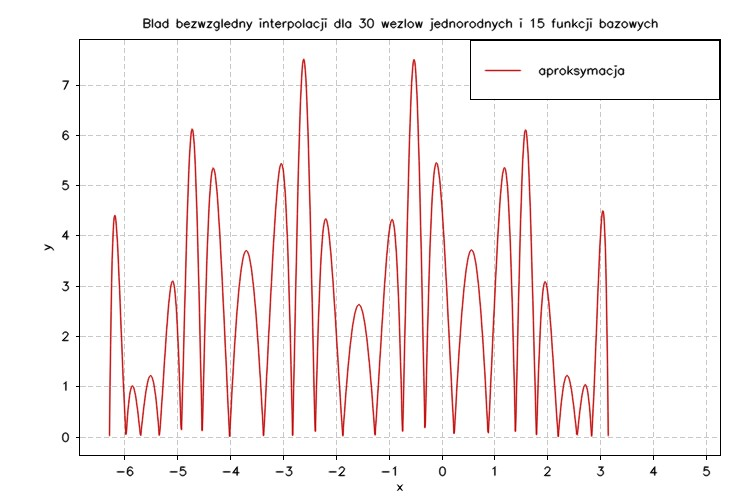 Blad bezwzgledny interpolacji dla 30 wezlow jednorodnych i 15 funkcji bazowych
aproksymacja
y
7
6
5
4
3
2
1
0
−6 −5 −4 −3 −2 −1 0 1 2 3 4 5
x